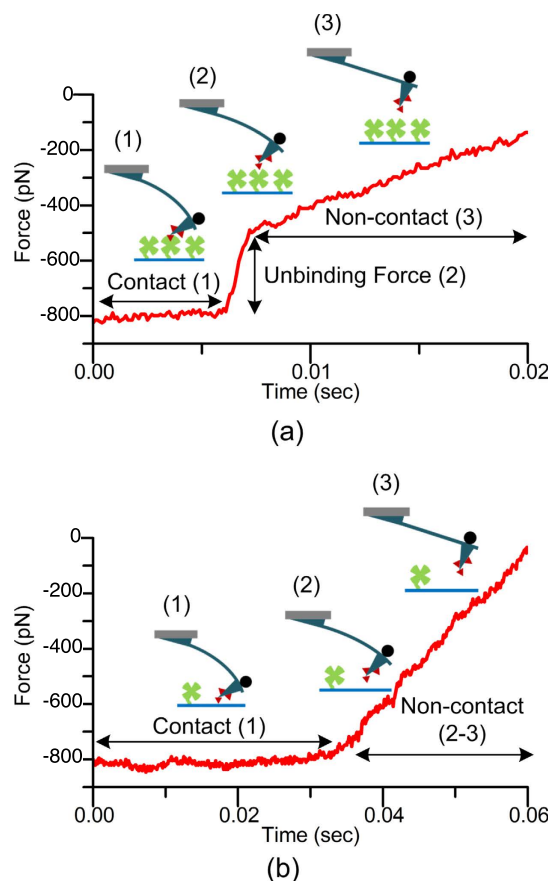 (3)
(2)
(1)
0
-200
-400
-600
-800
Force (pN)
Non-contact (3)
Contact (1)
Unbinding Force (2)
0.00
0.01
0.02
Time (sec)
(a)
(3)
(2)
(1)
0
-200
-400
-600
-800
Force (pN)
Contact (1)
Non-contact
(2-3)
0.00
0.02
0.04
0.06
Time (sec)
(b)